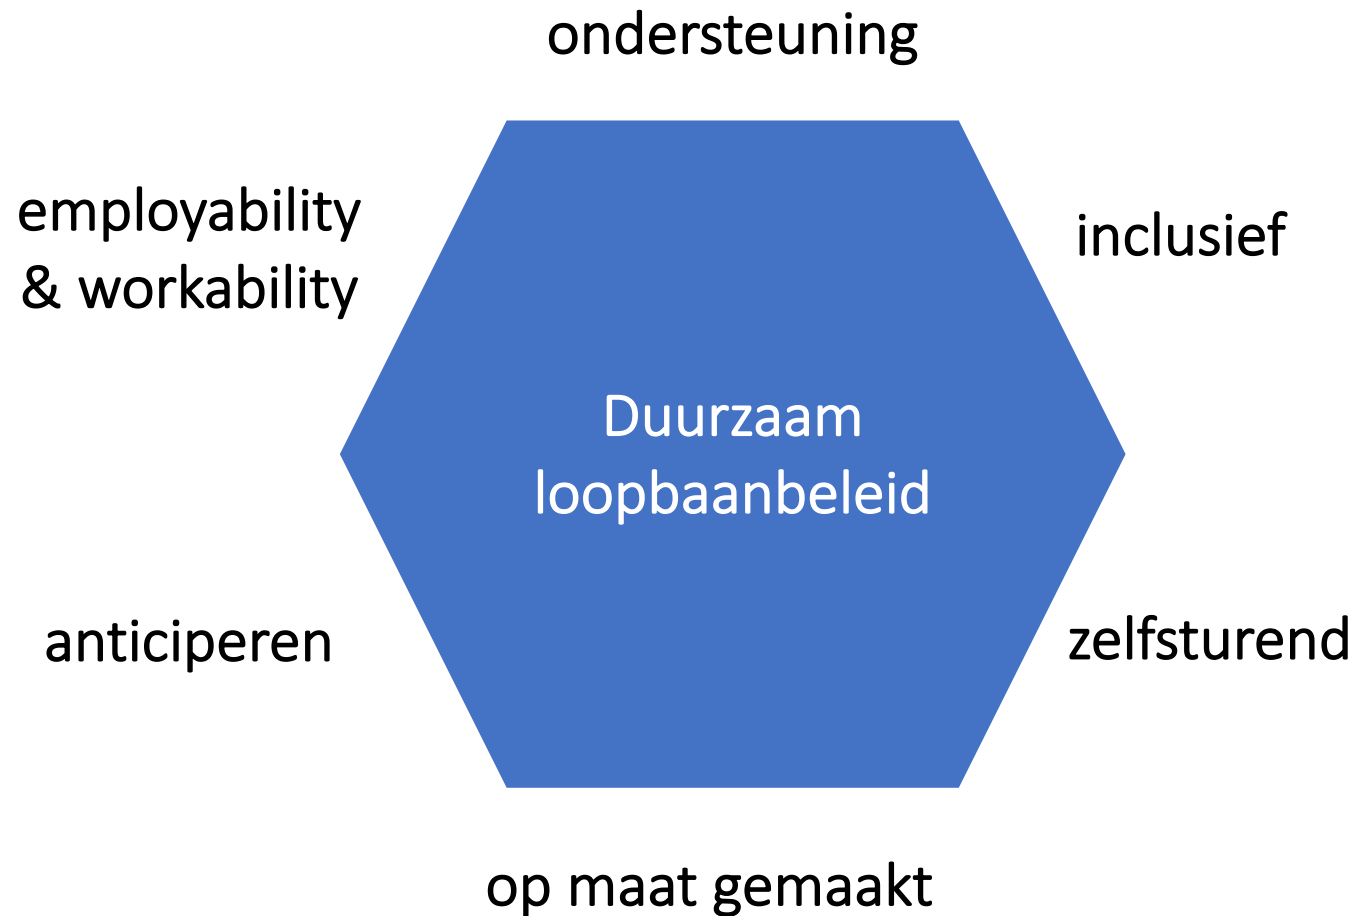 ondersteuning
employability
& workability
inclusief
Duurzaam
loopbaanbeleid
anticiperen
zelfsturend
op maat gemaakt